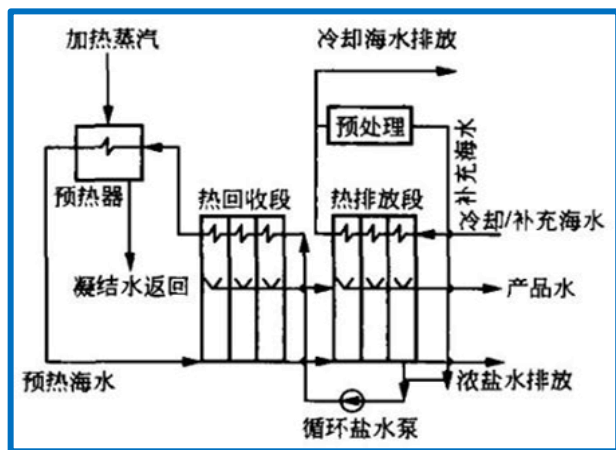 加热蒸汽
冷却海水排放
预处理
补充海水
预热器
热回收段
热排放段
冷却/补充海水
凝结水返回
产品水
预热海水
浓盐水排放
循环盐水泵